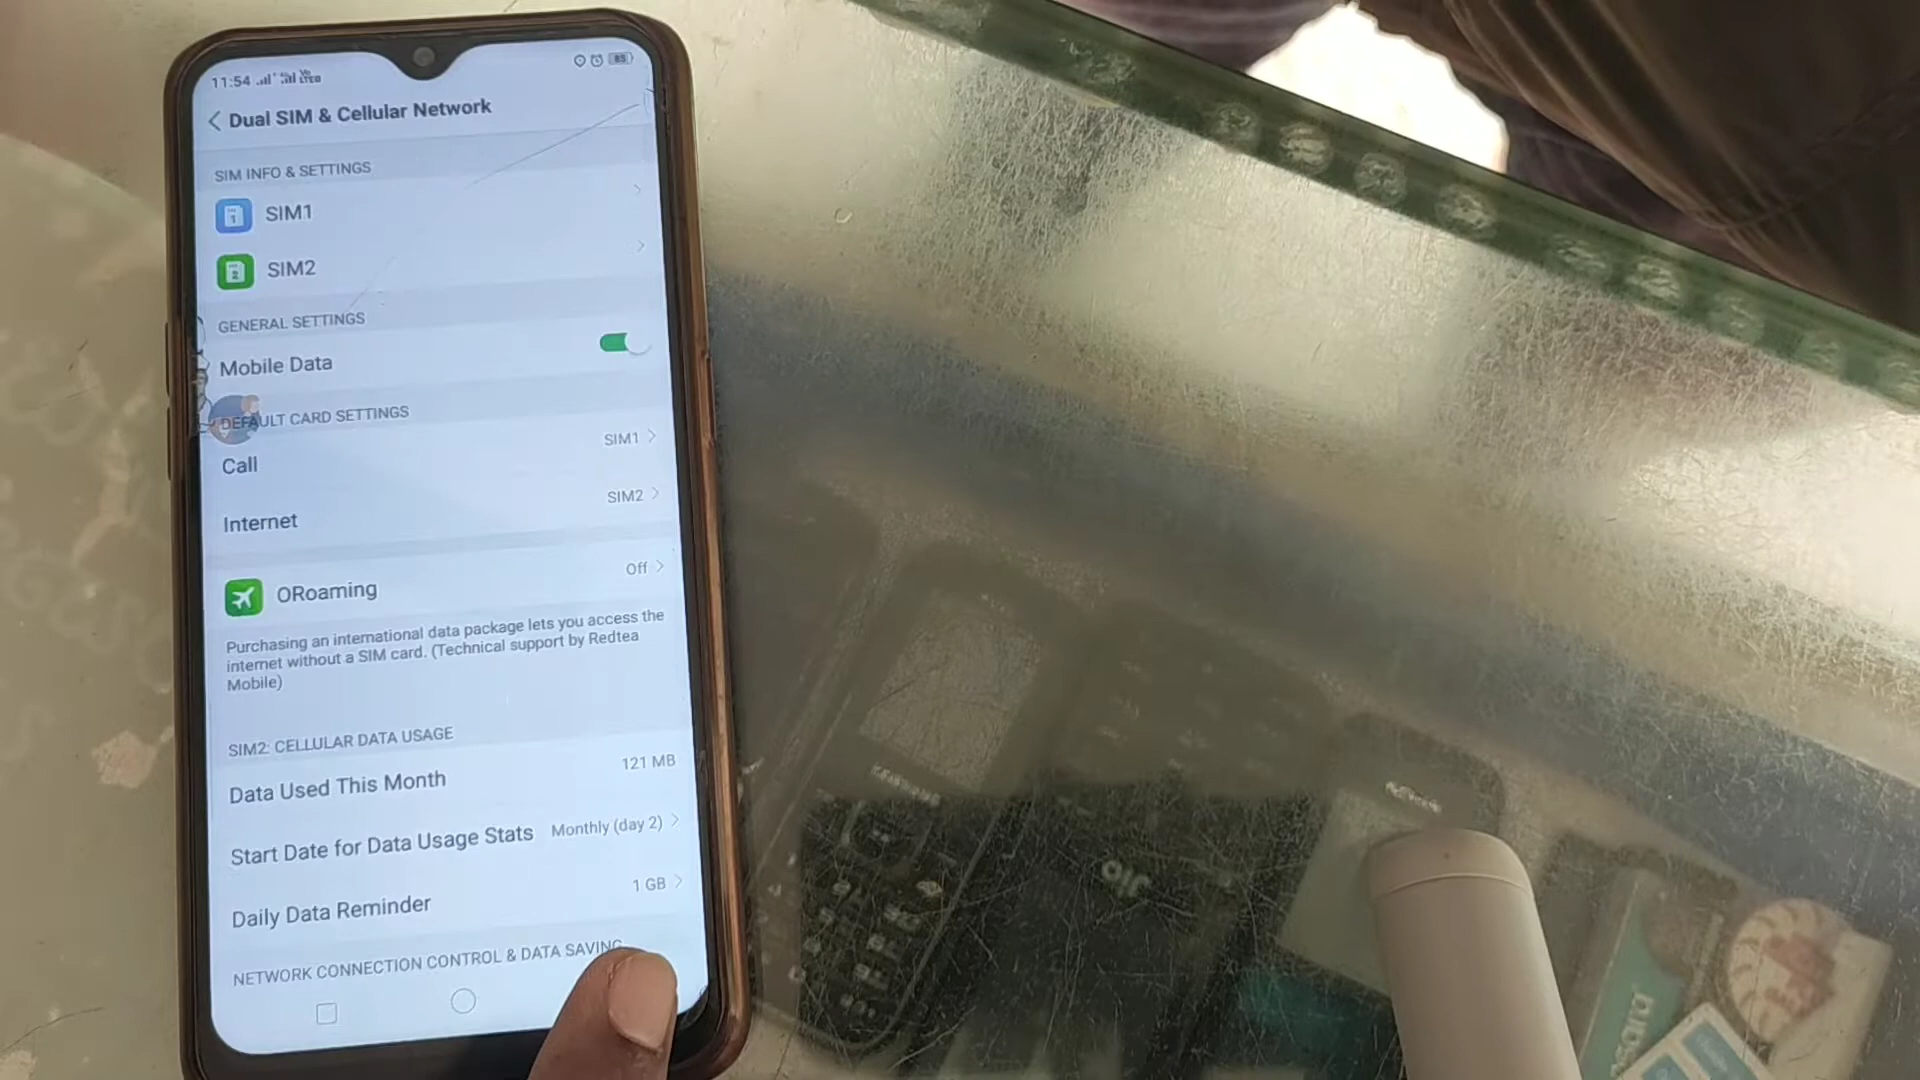 11:54
85
Dual SIM & Cellular Network
SIM INFO & SETTINGS
1 SIM1
2 SIM2
GENERAL SETTINGS
Mobile Data
DEFAULT CARD SETTINGS
Call SIM1
Internet SIM2
ORoaming Off
Purchasing an international data package lets you access the
internet without a SIM card. (Technical support by Redtea
Mobile)
SIM2: CELLULAR DATA USAGE
Data Used This Month 121 MB
Start Date for Data Usage Stats Monthly (day 2)
Daily Data Reminder 1 GB
NETWORK CONNECTION CONTROL & DATA SAVING